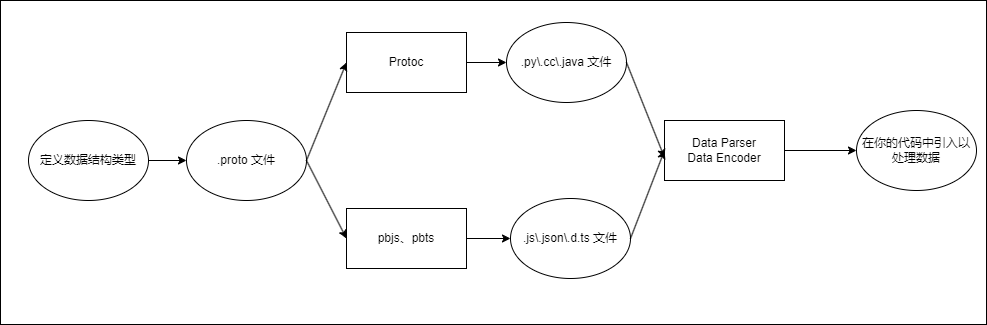 定义数据结构类型
.proto 文件
Protoc
.py\.cc\.java 文件
pbjs、pbts
.js\.json\.d.ts 文件
Data Parser
Data Encoder
在你的代码中引入以
处理数据